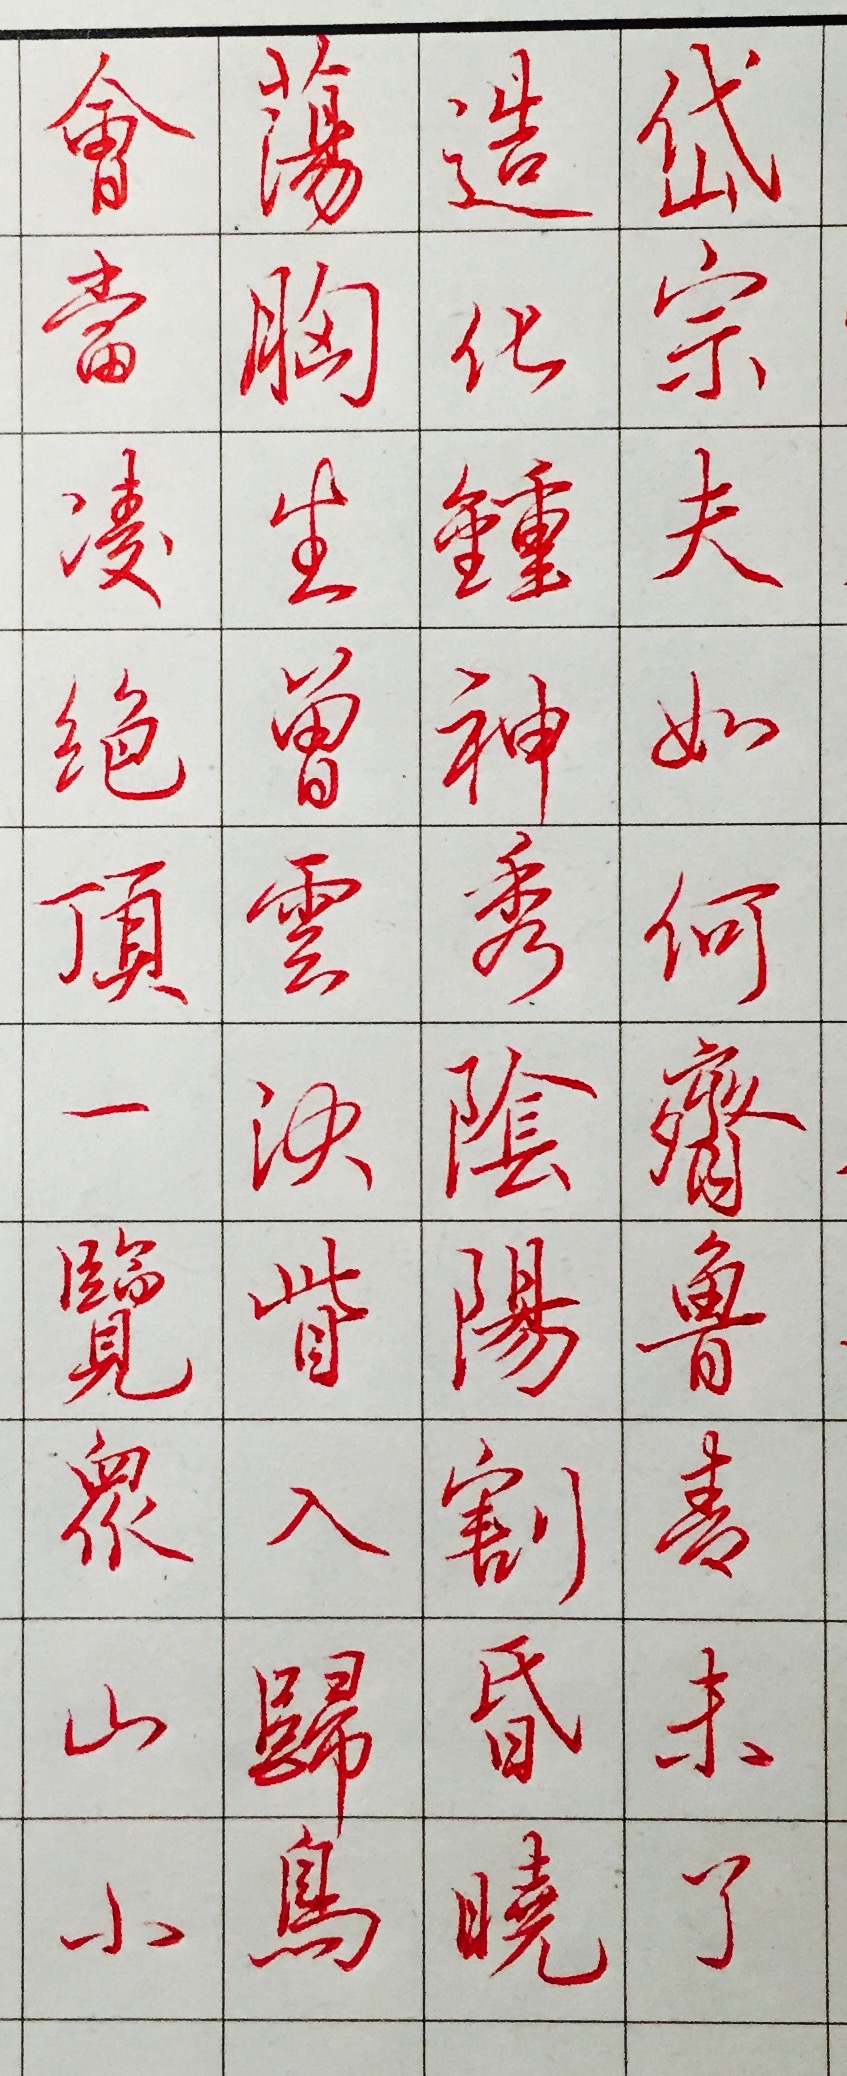 岱宗夫如何齊魯青未了
造化鍾神秀陰陽割昏曉
蕩胸生曾雲決眥入歸鳥
會當凌絕頂一覽眾山小